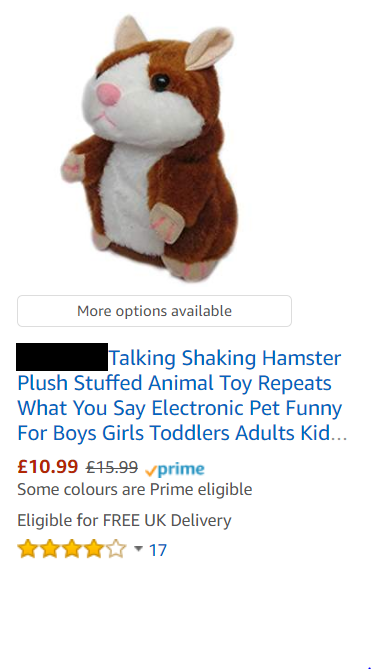 More options available
Talking Shaking Hamster
Plush Stuffed Animal Toy Repeats
What You Say Electronic Pet Funny
For Boys Girls Toddlers Adults Kid...
£10.99 £15.99 prime
Some colours are Prime eligible
Eligible for FREE UK Delivery
17